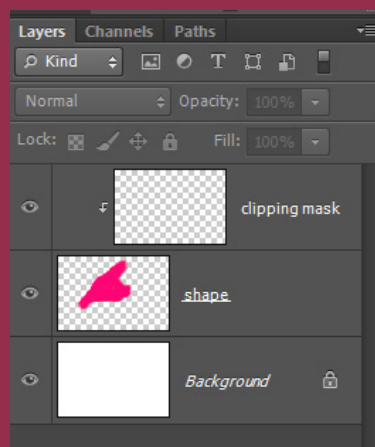 Layers Channels Paths
Kind T
Normal Opacity: 100%
Lock: Fill: 100%
clipping mask
shape
Background